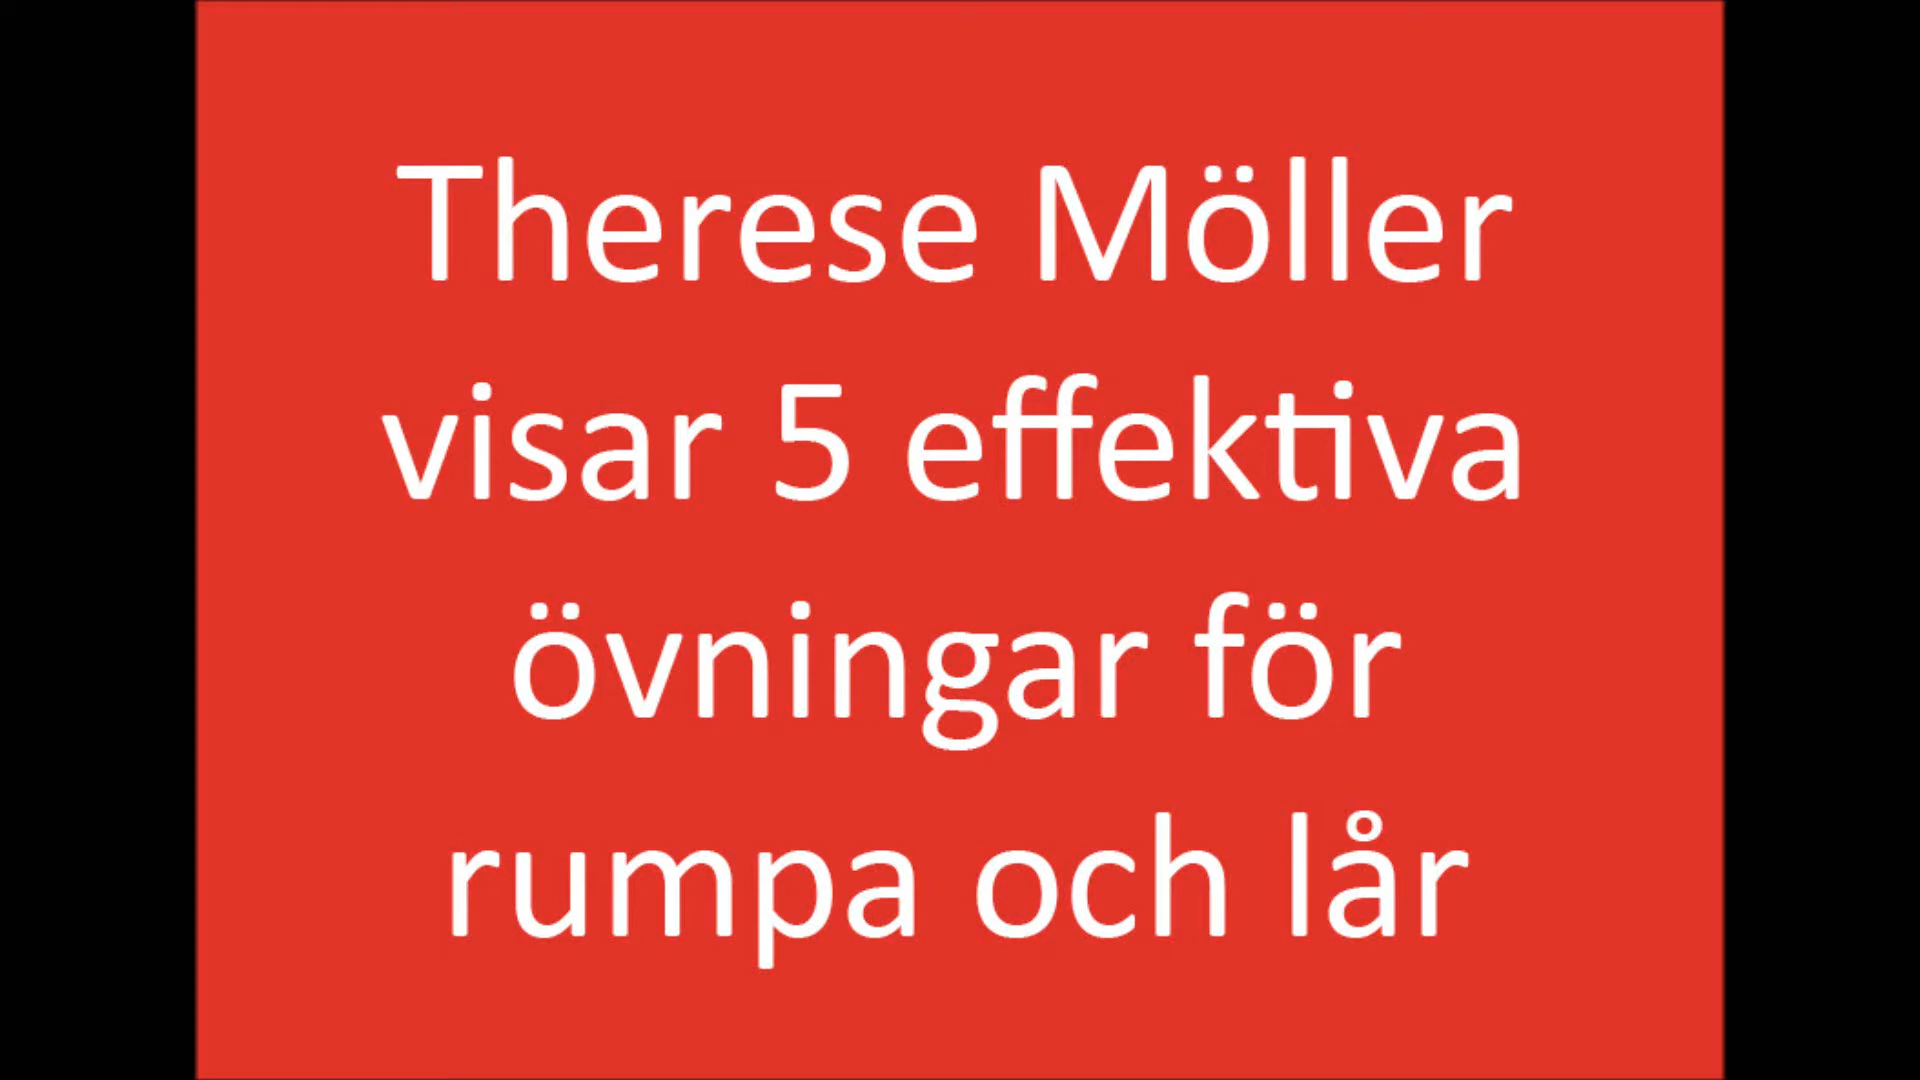 Therese Möller
visar 5 effektiva
övningar för
rumpa och lår